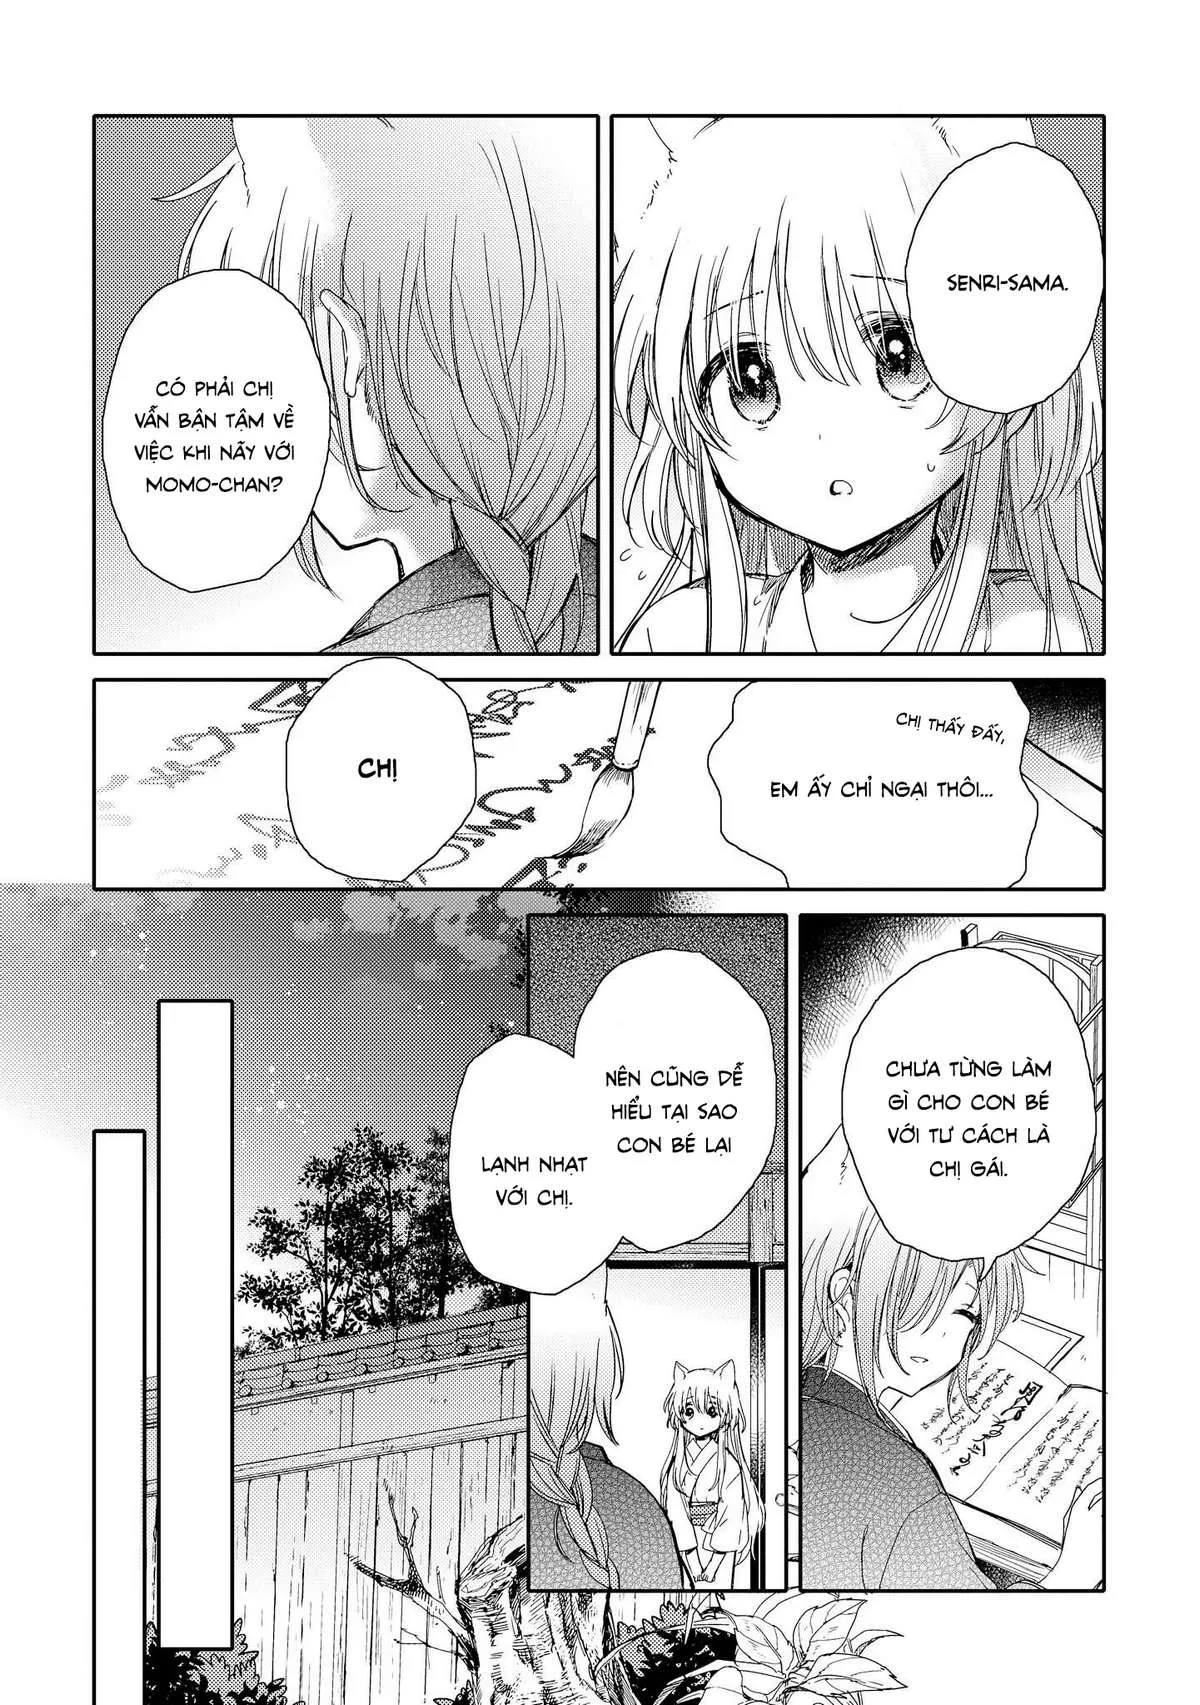 SENRI-SAMA.
CÓ PHẢI CHỊ
VẪN BẬN TẬM VỀ
VIỆC KHI NÃY VỚI
MOMO-CHAN?
CHỊ THẤY ĐẤY,
EM ẤY CHỈ NGẠI THÔI...
CHỊ
CHƯA TỪNG LÀM
GÌ CHO CON BÉ
VỚI TƯ CÁCH LÀ
CHỊ GÁI.
NÊN CŨNG DỄ
HIỂU TẠI SAO
CON BÉ LẠI
LẠNH NHẠT
VỚI CHỊ.